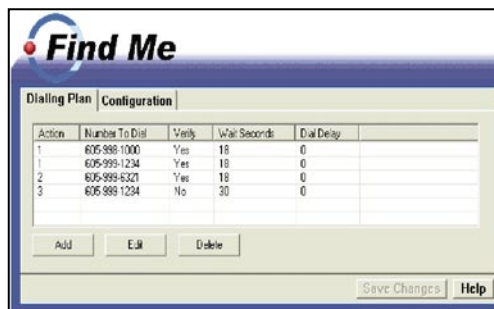 Find Me
Dialing Plan Configuration
Action Number To Dial Verify Wait Seconds Dial Delay
1 605-998-1000 Yes 18 0
1 605-999-1234 Yes 18 0
2 605-999-6321 Yes 18 0
3 605-999-1234 No 30 0
Add Edit Delete
Save Changes Help